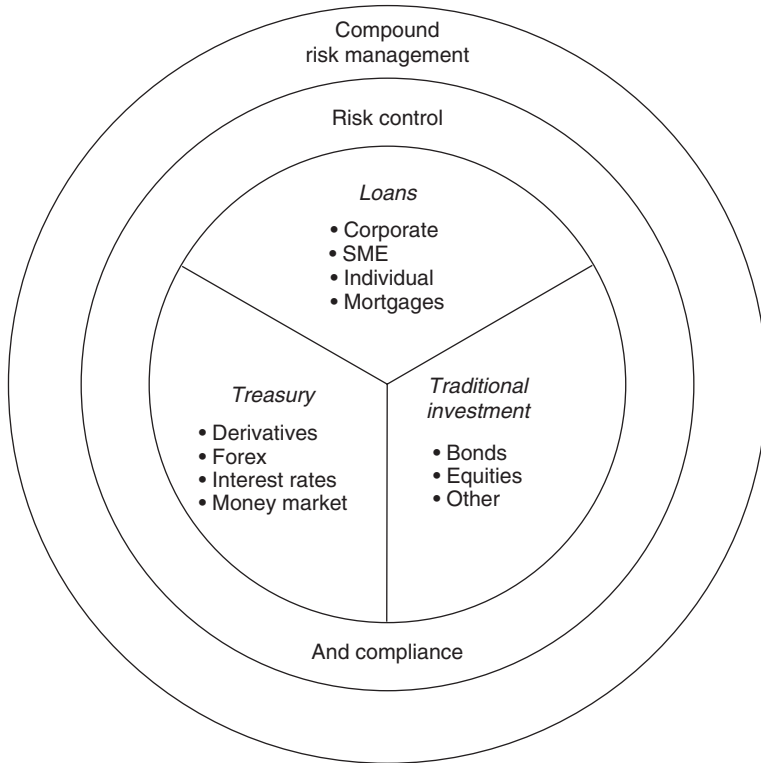 Compound
risk management
Risk control
Loans
• Corporate
• SME
• Individual
• Mortgages
Treasury
• Derivatives
• Forex
• Interest rates
• Money market
Traditional
investment
• Bonds
• Equities
• Other
And compliance